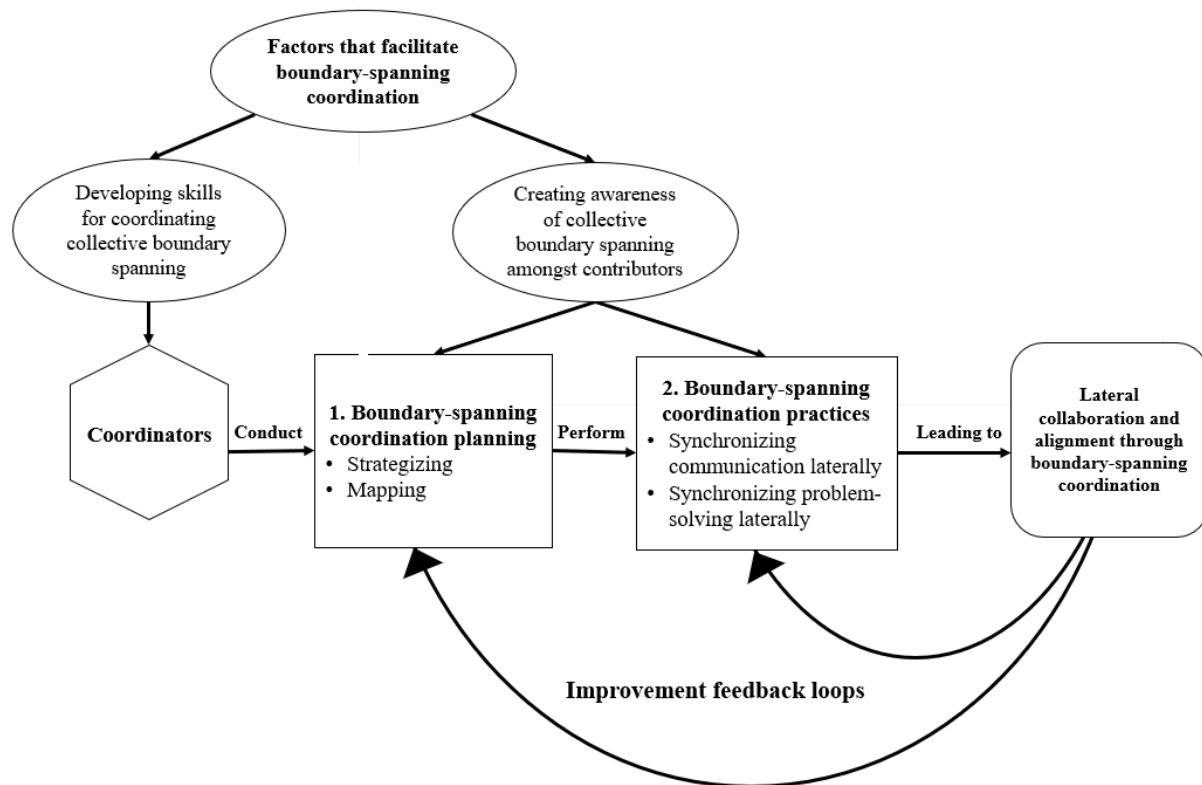 Factors that facilitate
boundary-spanning
coordination
Developing skills
for coordinating
collective boundary
spanning
Creating awareness
of collective
boundary spanning
amongst contributors
Coordinators
Conduct
1. Boundary-spanning
coordination planning
• Strategizing
• Mapping
Perform
2. Boundary-spanning
coordination practices
• Synchronizing
communication laterally
• Synchronizing problem-
solving laterally
Leading to
Lateral
collaboration and
alignment through
boundary-spanning
coordination
Improvement feedback loops